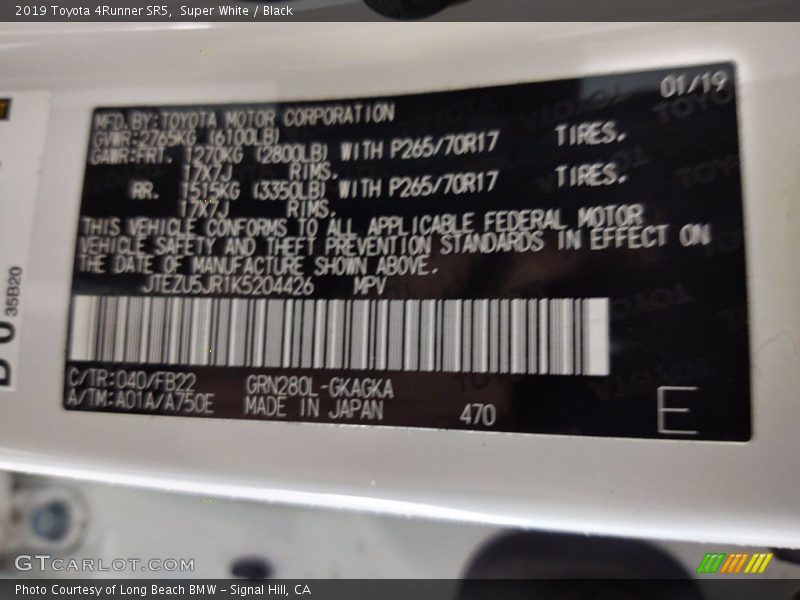 2019 Toyota 4Runner SR5,  Super White / Black
01/19
MFD. BY: TOYOTA MOTOR CORPORATION
GVWR: 2765KG (6100LB)
GAWR: FRT. 1270KG (2800LB) WITH P265/70R17 TIRES.
17X7J RIMS.
RR. 1515KG (3350LB) WITH P265/70R17 TIRES.
17X7J RIMS.
THIS VEHICLE CONFORMS TO ALL APPLICABLE FEDERAL MOTOR
VEHICLE SAFETY AND THEFT PREVENTION STANDARDS IN EFFECT ON
THE DATE OF MANUFACTURE SHOWN ABOVE.
JTEZU5JR1K5204426 MPV
C/TR: 040/FB22 GRN280L-GKAGKA
A/TM: A01A/A750E MADE IN JAPAN 470
E
35B20
GTCARLOT.COM
Photo Courtesy of Long Beach BMW – Signal Hill, CA